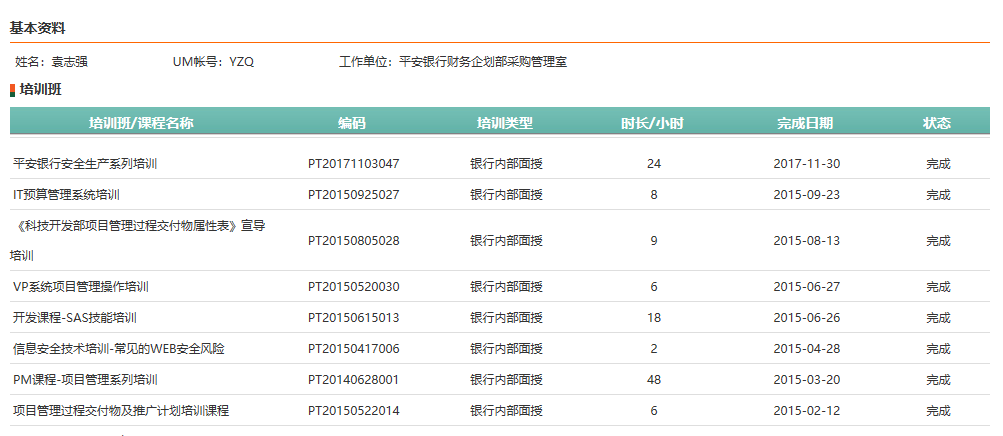 基本资料
姓名：袁志强 UM帐号：YZQ 工作单位：平安银行财务企划部采购管理室
培训班
培训班/课程名称 编码 培训类型 时长/小时 完成日期 状态
平安银行安全生产系列培训 PT20171103047 银行内部面授 24 2017-11-30 完成
IT预算管理系统培训 PT20150925027 银行内部面授 8 2015-09-23 完成
《科技开发部项目管理过程交付物属性表》宣导
培训 PT20150805028 银行内部面授 9 2015-08-13 完成
VP系统项目管理操作培训 PT20150520030 银行内部面授 6 2015-06-27 完成
开发课程-SAS技能培训 PT20150615013 银行内部面授 18 2015-06-26 完成
信息安全技术培训-常见的WEB安全风险 PT20150417006 银行内部面授 2 2015-04-28 完成
PM课程-项目管理系列培训 PT20140628001 银行内部面授 48 2015-03-20 完成
项目管理过程交付物及推广计划培训课程 PT20150522014 银行内部面授 6 2015-02-12 完成